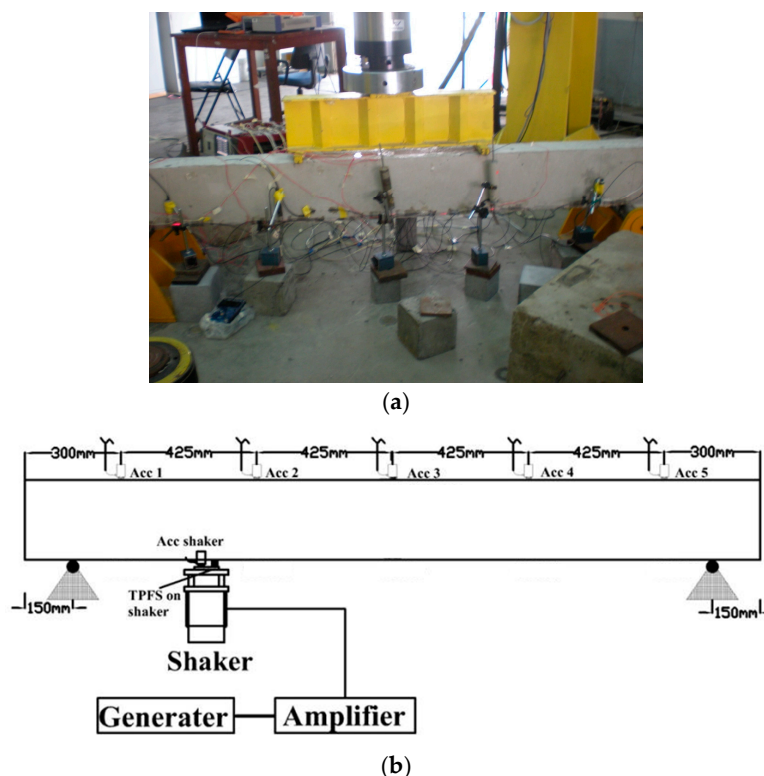 (a)
300mm 425mm 425mm 425mm 425mm 300mm
Acc 1 Acc 2 Acc 3 Acc 4 Acc 5
Acc shaker
TPFS on
shaker
150mm 150mm
Shaker
Generater Amplifier
(b)